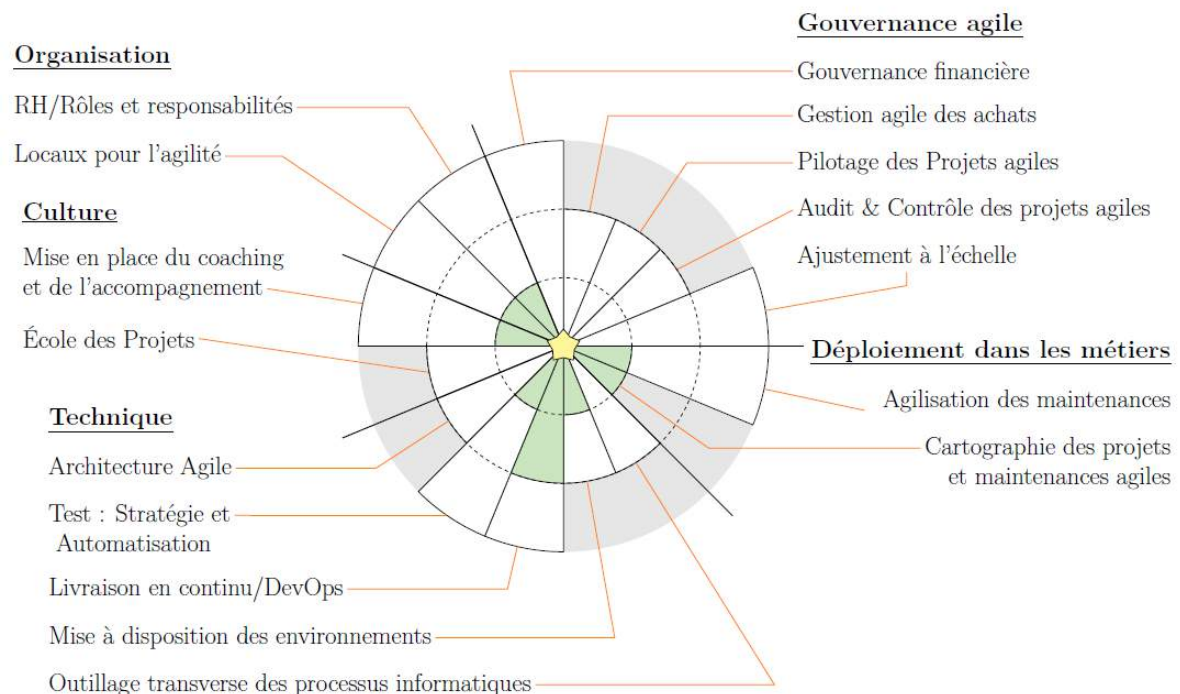 Organisation
RH/Rôles et responsabilités
Locaux pour l'agilité
Culture
Mise en place du coaching
et de l'accompagnement
École des Projets
Technique
Architecture Agile
Test : Stratégie et
Automatisation
Livraison en continu/DevOps
Mise à disposition des environnements
Outillage transverse des processus informatiques
Gouvernance agile
Gouvernance financière
Gestion agile des achats
Pilotage des Projets agiles
Audit & Contrôle des projets agiles
Ajustement à l'échelle
Déploiement dans les métiers
Agilisation des maintenances
Cartographie des projets
et maintenances agiles